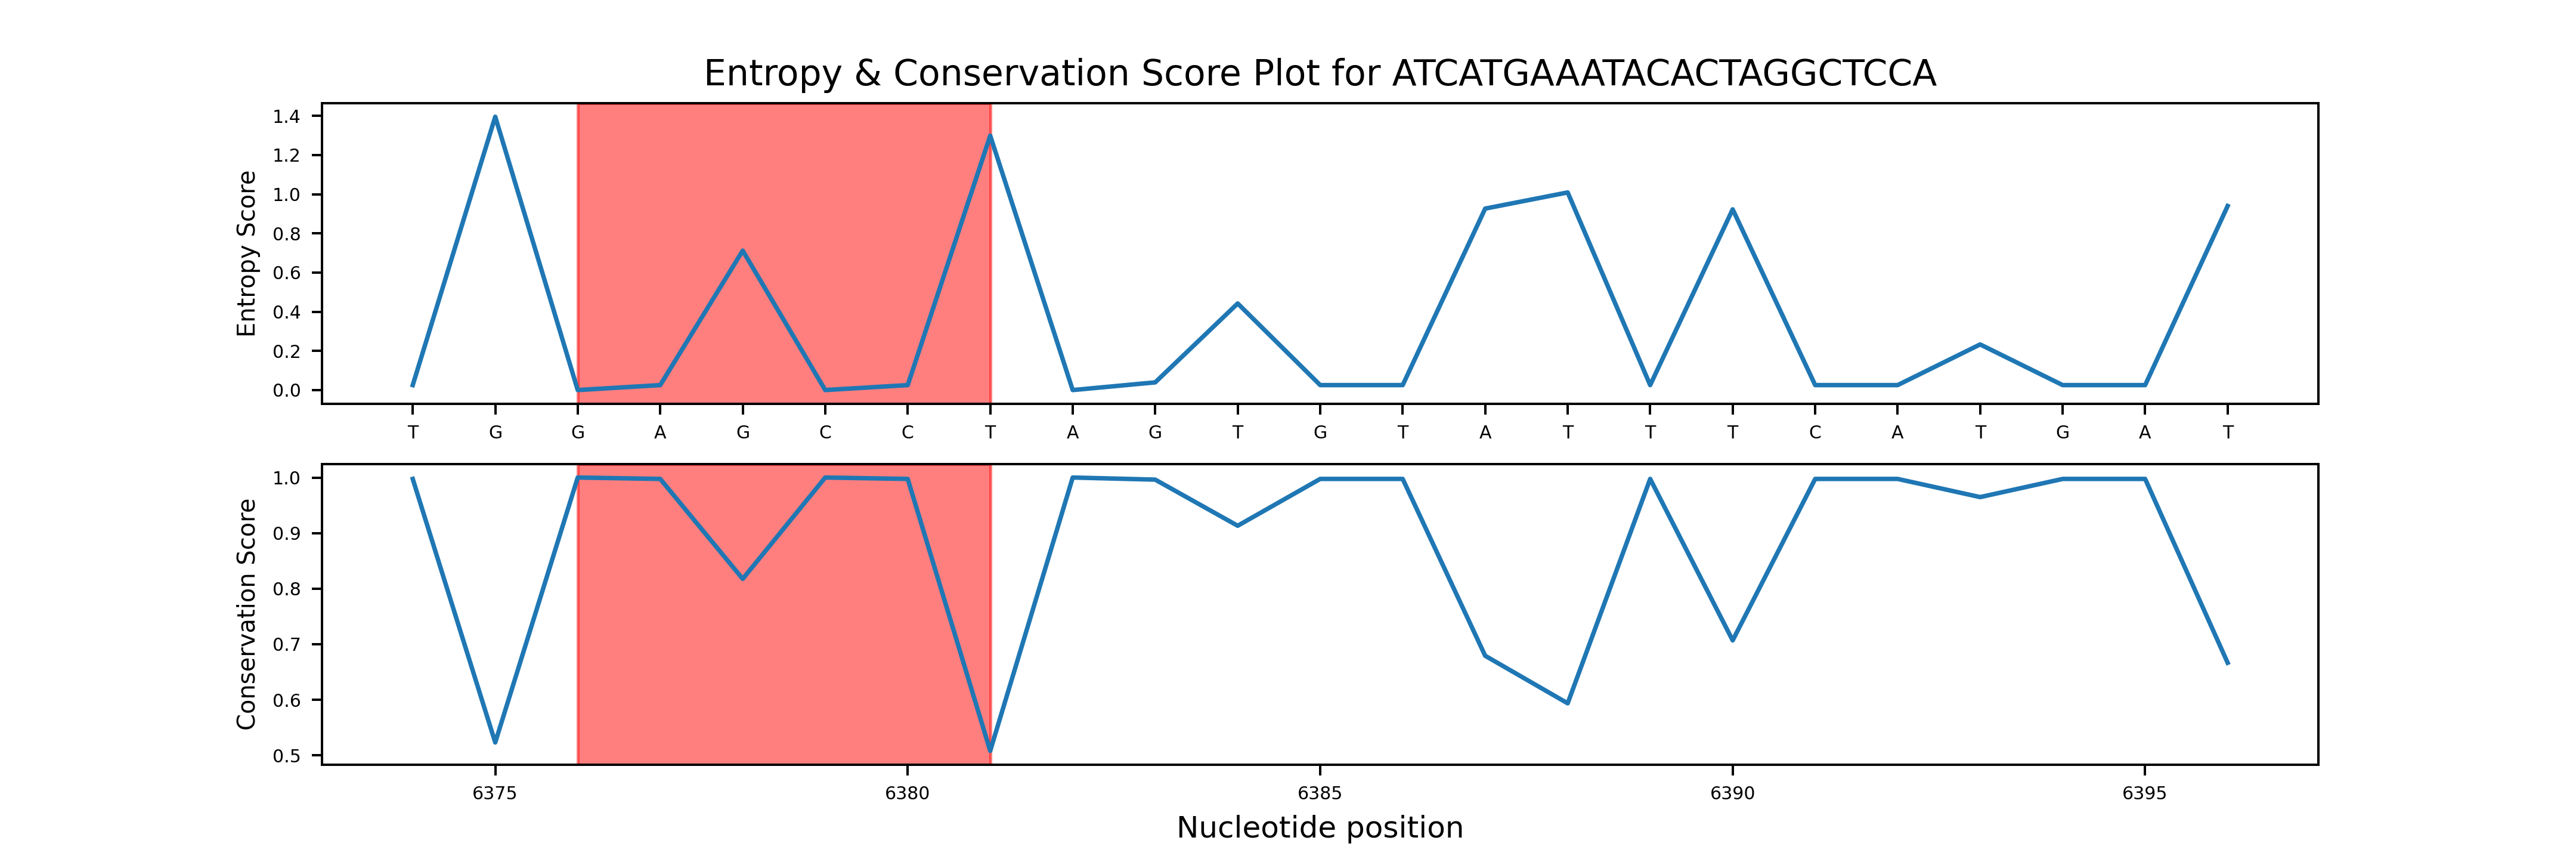 Entropy & Conservation Score Plot for ATCATGAAATACACTAGGCTCCA
Entropy Score
1.4
1.2
1.0
0.8
0.6
0.4
0.2
0.0
T G G A G C C T A G T G T A T T T C A T G A T
Conservation Score
1.0
0.9
0.8
0.7
0.6
0.5
6375 6380 6385 6390 6395
Nucleotide position